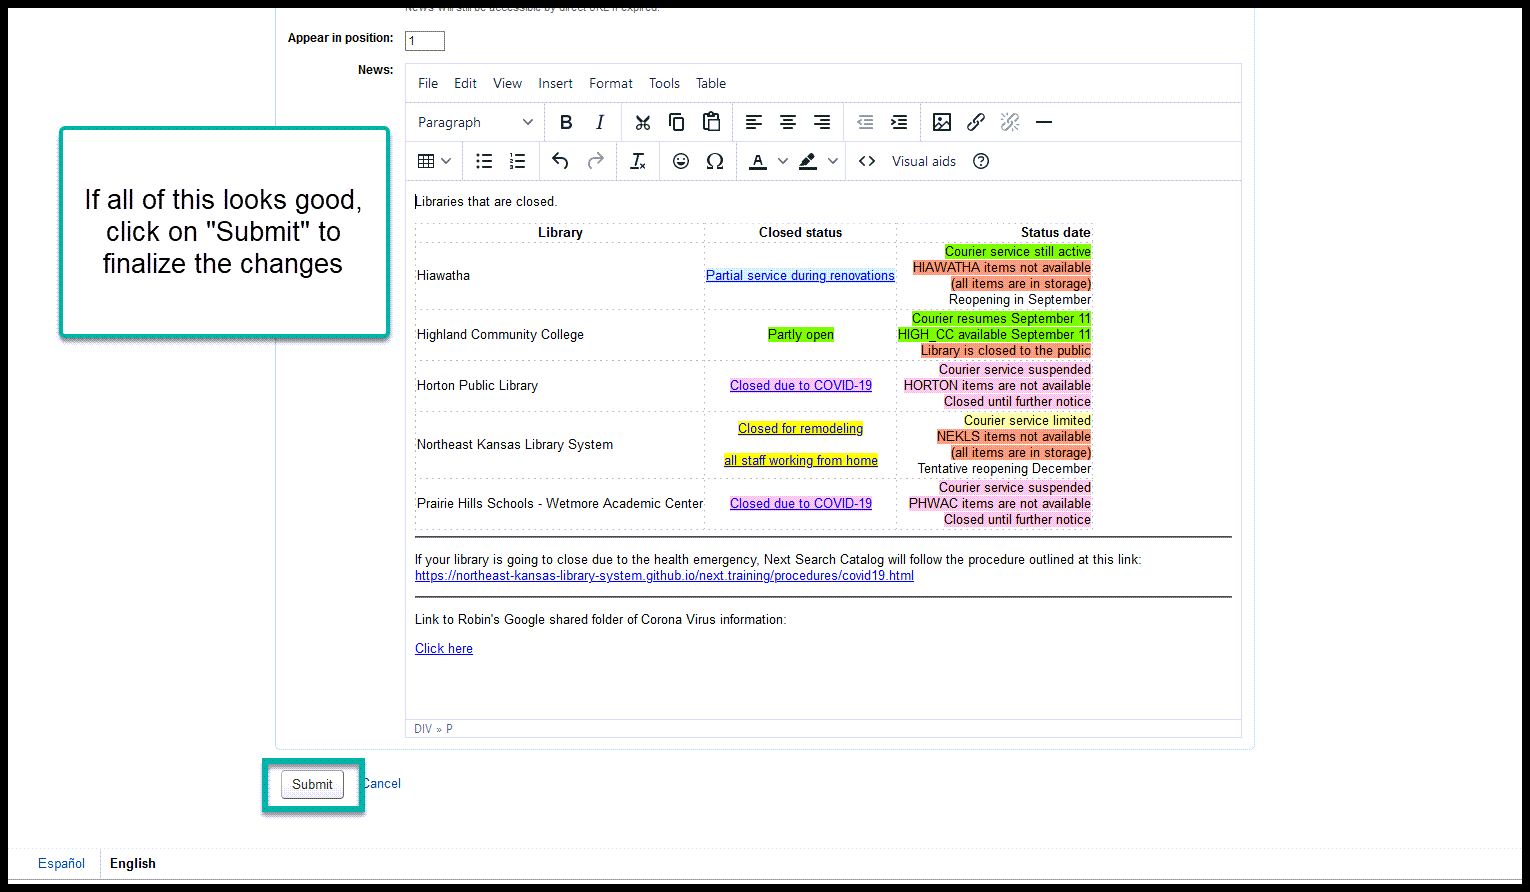 News will still be accessible by direct URL if expired.
Appear in position: 1
News:
File Edit View Insert Format Tools Table
Paragraph
Visual aids
If all of this looks good,
click on "Submit" to
finalize the changes
Libraries that are closed.
Library Closed status Status date
Hiawatha
Partial service during renovations
Courier service still active
HIAWATHA items not available
(all items are in storage)
Reopening in September
Highland Community College
Partly open
Courier resumes September 11
HIGH_CC available September 11
Library is closed to the public
Horton Public Library
Closed due to COVID-19
Courier service suspended
HORTON items are not available
Closed until further notice
Northeast Kansas Library System
Closed for remodeling
all staff working from home
Courier service limited
NEKLS items not available
(all items are in storage)
Tentative reopening December
Prairie Hills Schools - Wetmore Academic Center
Closed due to COVID-19
Courier service suspended
PHWAC items are not available
Closed until further notice
If your library is going to close due to the health emergency, Next Search Catalog will follow the procedure outlined at this link:
https://northeast-kansas-library-system.github.io/next.training/procedures/covid19.html
Link to Robin's Google shared folder of Corona Virus information:
Click here
DIV » P
Submit Cancel
Español English